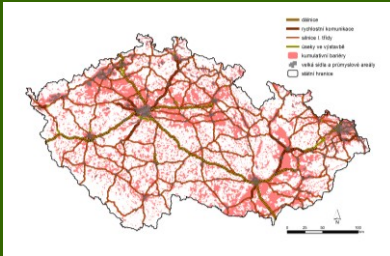 dálnice
rychlostní komunikace
silnice I. třídy
úseky ve výstavbě
kumulativní bariéry
velká sídla a průmyslové areály
státní hranice
N